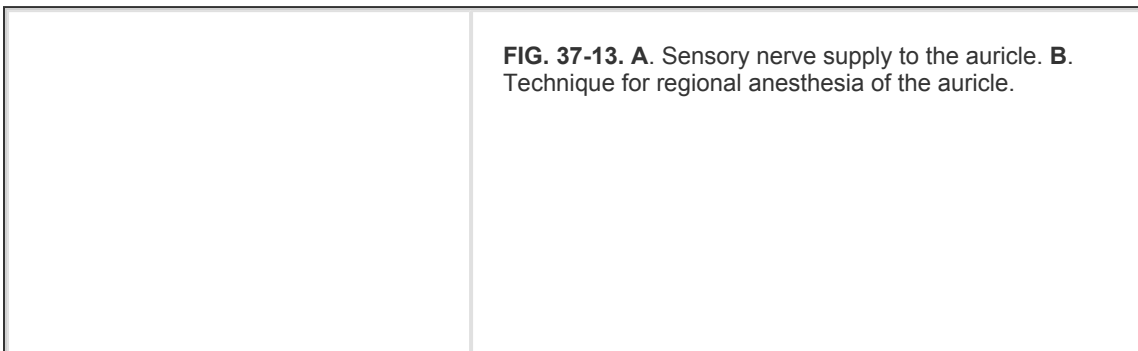 FIG. 37-13. A. Sensory nerve supply to the auricle. B.
Technique for regional anesthesia of the auricle.